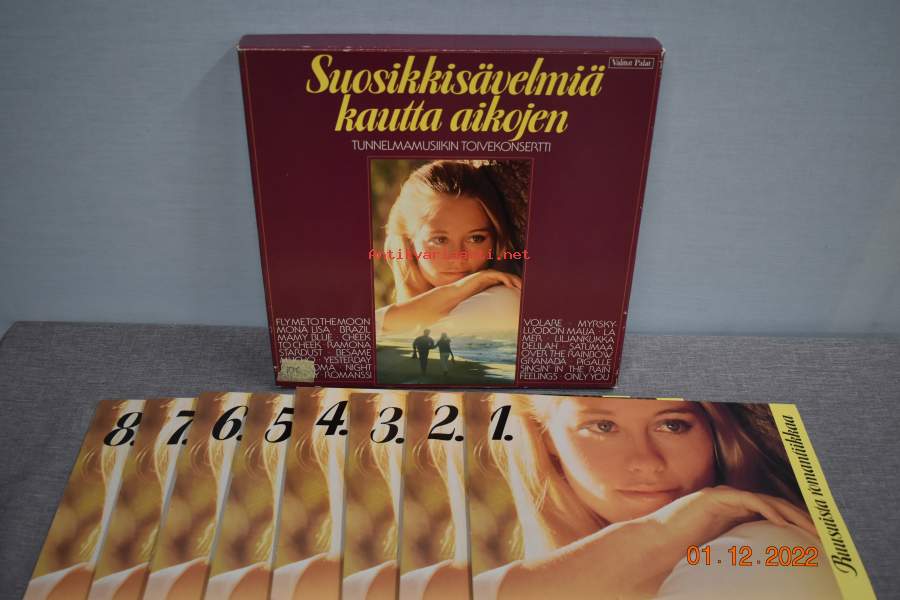 Valitut Palat
Suosikkisävelmiä
kautta aikojen
TUNNELMAMUSIIKIN TOIVEKONSERTTI
Antikvariaatti.net
FLY ME TO THE MOON
MONA LISA · BRAZIL
MAMY BLUE · CHEEK
TO CHEEK · RAMONA
STARDUST · BESAME
YESTERDAY
NIGHT
ROMANSSI
VOLARE · MYRSKY-
LUODON MAIJA · LA
MER · LILIANKUKKA
DELILAH · SATUMAA
OVER THE RAINBOW
GRANADA · PIGALLE
SINGIN' IN THE RAIN
FEELINGS · ONLY YOU
8. 7. 6. 5 4. 3. 2. 1.
Ruusuista romantiikkaa
01.12.2022